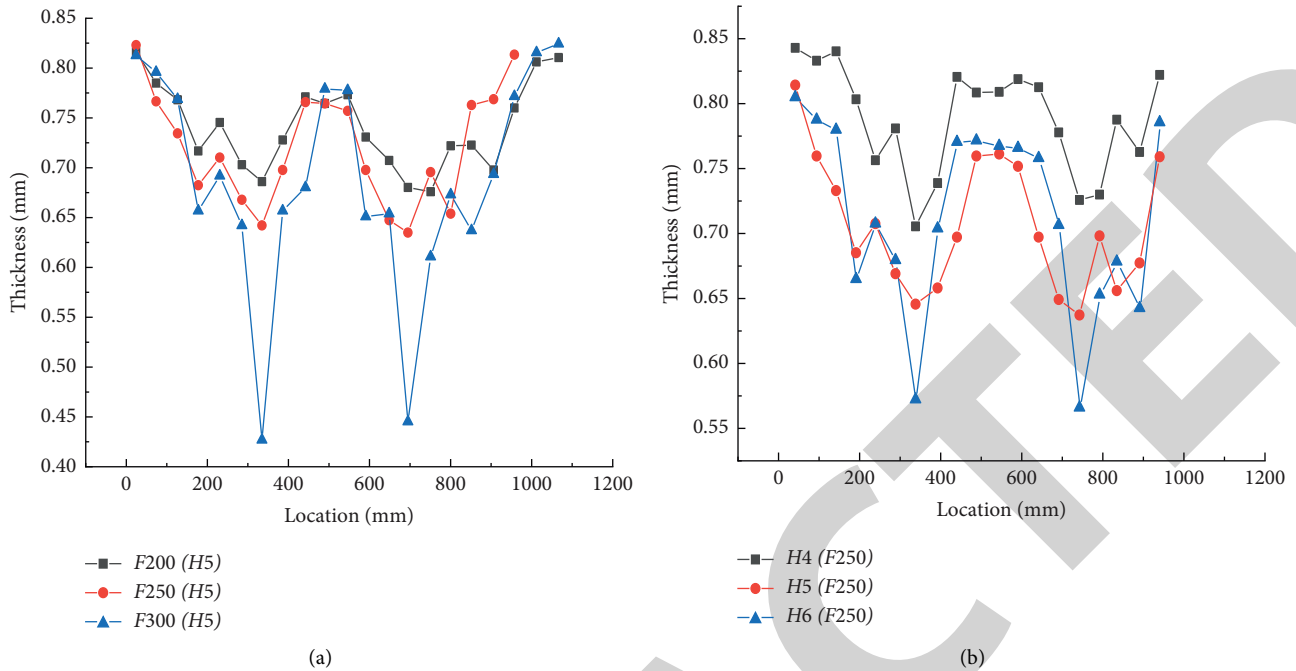 0.85
0.80
0.75
0.70
0.65
0.60
0.55
0.50
0.45
0.40
Thickness (mm)
0 200 400 600 800 1000 1200
Location (mm)
F200 (H5)
F250 (H5)
F300 (H5)
(a)
0.85
0.80
0.75
0.70
0.65
0.60
0.55
Thickness (mm)
0 200 400 600 800 1000 1200
Location (mm)
H4 (F250)
H5 (F250)
H6 (F250)
(b)
CTED